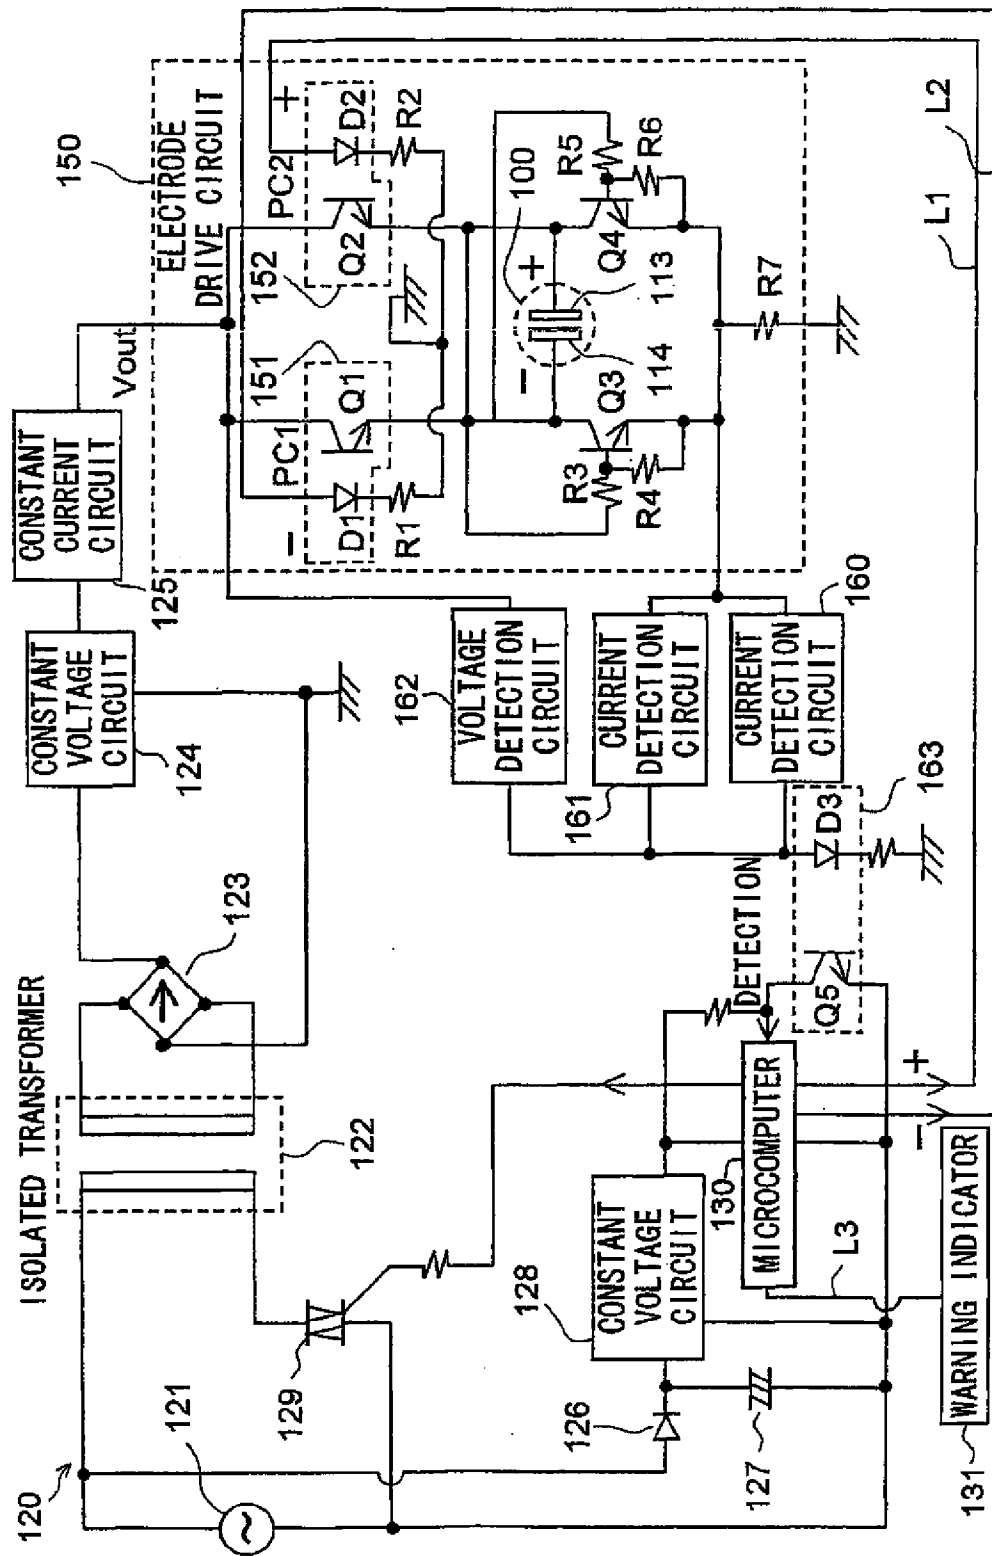 120
121
ISOLATED TRANSFORMER
122
123
129
CONSTANT
VOLTAGE
CIRCUIT
124
CONSTANT
CURRENT
CIRCUIT
125
Vout
150
ELECTRODE
DRIVE CIRCUIT
PC1
D1
Q1
R1
151
PC2
D2
Q2
R2
152
−
+
100
−
+
114
113
Q3
R3
R4
Q4
R5
R6
R7
162
VOLTAGE
DETECTION
CIRCUIT
161
CURRENT
DETECTION
CIRCUIT
160
CURRENT
DETECTION
CIRCUIT
163
D3
Q5
DETECTION
126
127
128
CONSTANT
VOLTAGE
CIRCUIT
130
MICROCOMPUTER
+
−
L1
L2
L3
131
WARNING INDICATOR